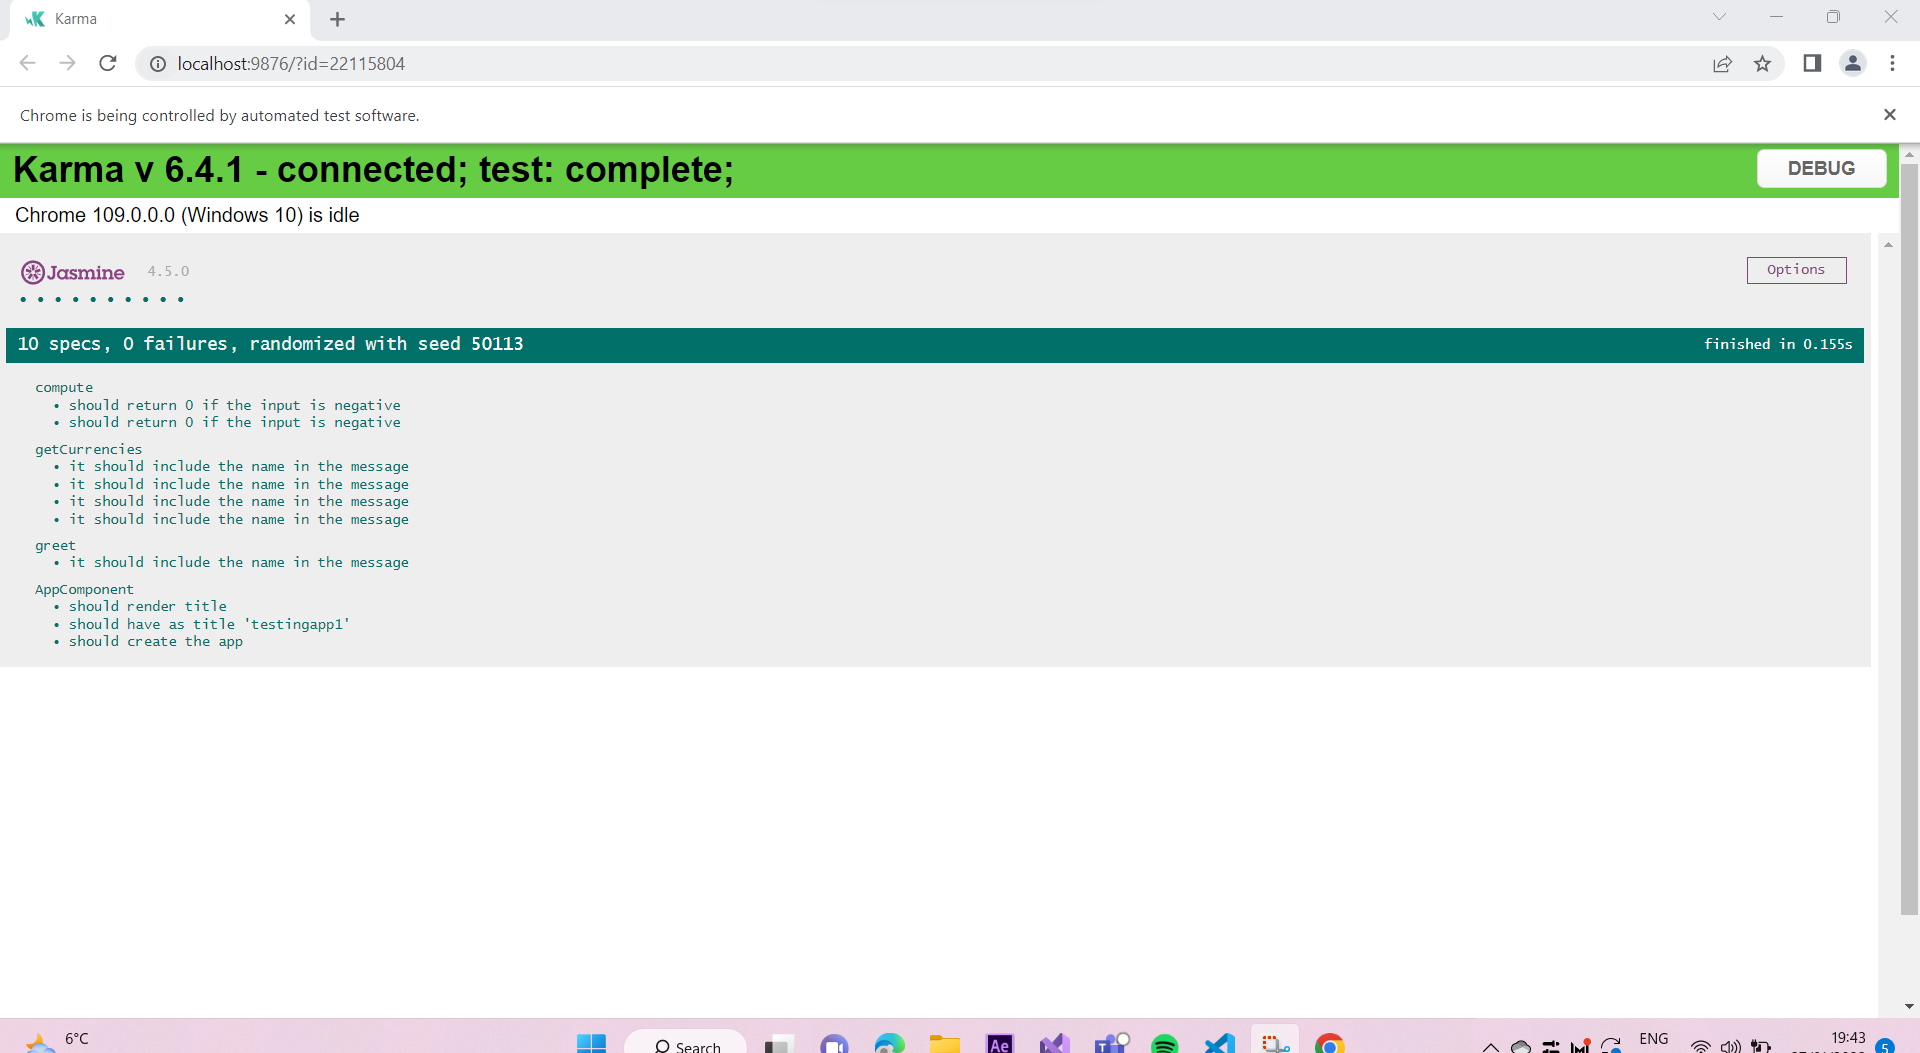 Karma
localhost:9876/?id=22115804
Chrome is being controlled by automated test software.
Karma v 6.4.1 - connected; test: complete;
DEBUG
Chrome 109.0.0.0 (Windows 10) is idle
Jasmine 4.5.0
Options
10 specs, 0 failures, randomized with seed 50113
finished in 0.155s
compute
• should return 0 if the input is negative
• should return 0 if the input is negative
getCurrencies
• it should include the name in the message
• it should include the name in the message
• it should include the name in the message
• it should include the name in the message
greet
• it should include the name in the message
AppComponent
• should render title
• should have as title 'testingapp1'
• should create the app
6°C
Search
Ae
ENG
19:43
5